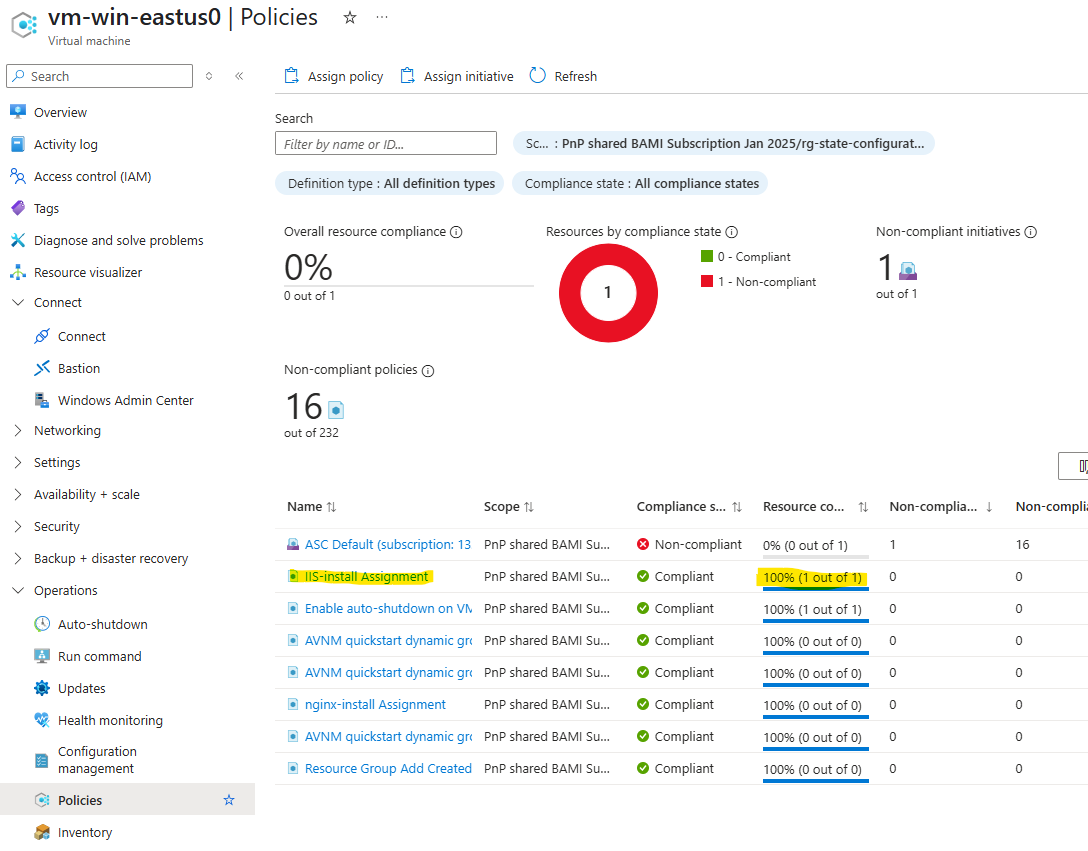 vm-win-eastus0 | Policies
Virtual machine
Search
Overview
Activity log
Access control (IAM)
Tags
Diagnose and solve problems
Resource visualizer
Connect
Connect
Bastion
Windows Admin Center
Networking
Settings
Availability + scale
Security
Backup + disaster recovery
Operations
Auto-shutdown
Run command
Updates
Health monitoring
Configuration
management
Policies
Inventory
Assign policy Assign initiative Refresh
Search
Filter by name or ID...
Sc... : PnP shared BAMI Subscription Jan 2025/rg-state-configurat...
Definition type : All definition types
Compliance state : All compliance states
Overall resource compliance
0%
0 out of 1
Resources by compliance state
1
0 - Compliant
1 - Non-compliant
Non-compliant initiatives
1
out of 1
Non-compliant policies
16
out of 232
Name Scope Compliance s... Resource co... Non-complia... Non-compli
ASC Default (subscription: 13 PnP shared BAMI Su... Non-compliant 0% (0 out of 1) 1 16
IIS-install Assignment PnP shared BAMI Su... Compliant 100% (1 out of 1) 0 0
Enable auto-shutdown on VM PnP shared BAMI Su... Compliant 100% (1 out of 1) 0 0
AVNM quickstart dynamic gro PnP shared BAMI Su... Compliant 100% (0 out of 0) 0 0
AVNM quickstart dynamic gro PnP shared BAMI Su... Compliant 100% (0 out of 0) 0 0
nginx-install Assignment PnP shared BAMI Su... Compliant 100% (0 out of 0) 0 0
AVNM quickstart dynamic gro PnP shared BAMI Su... Compliant 100% (0 out of 0) 0 0
Resource Group Add Created PnP shared BAMI Su... Compliant 100% (0 out of 0) 0 0